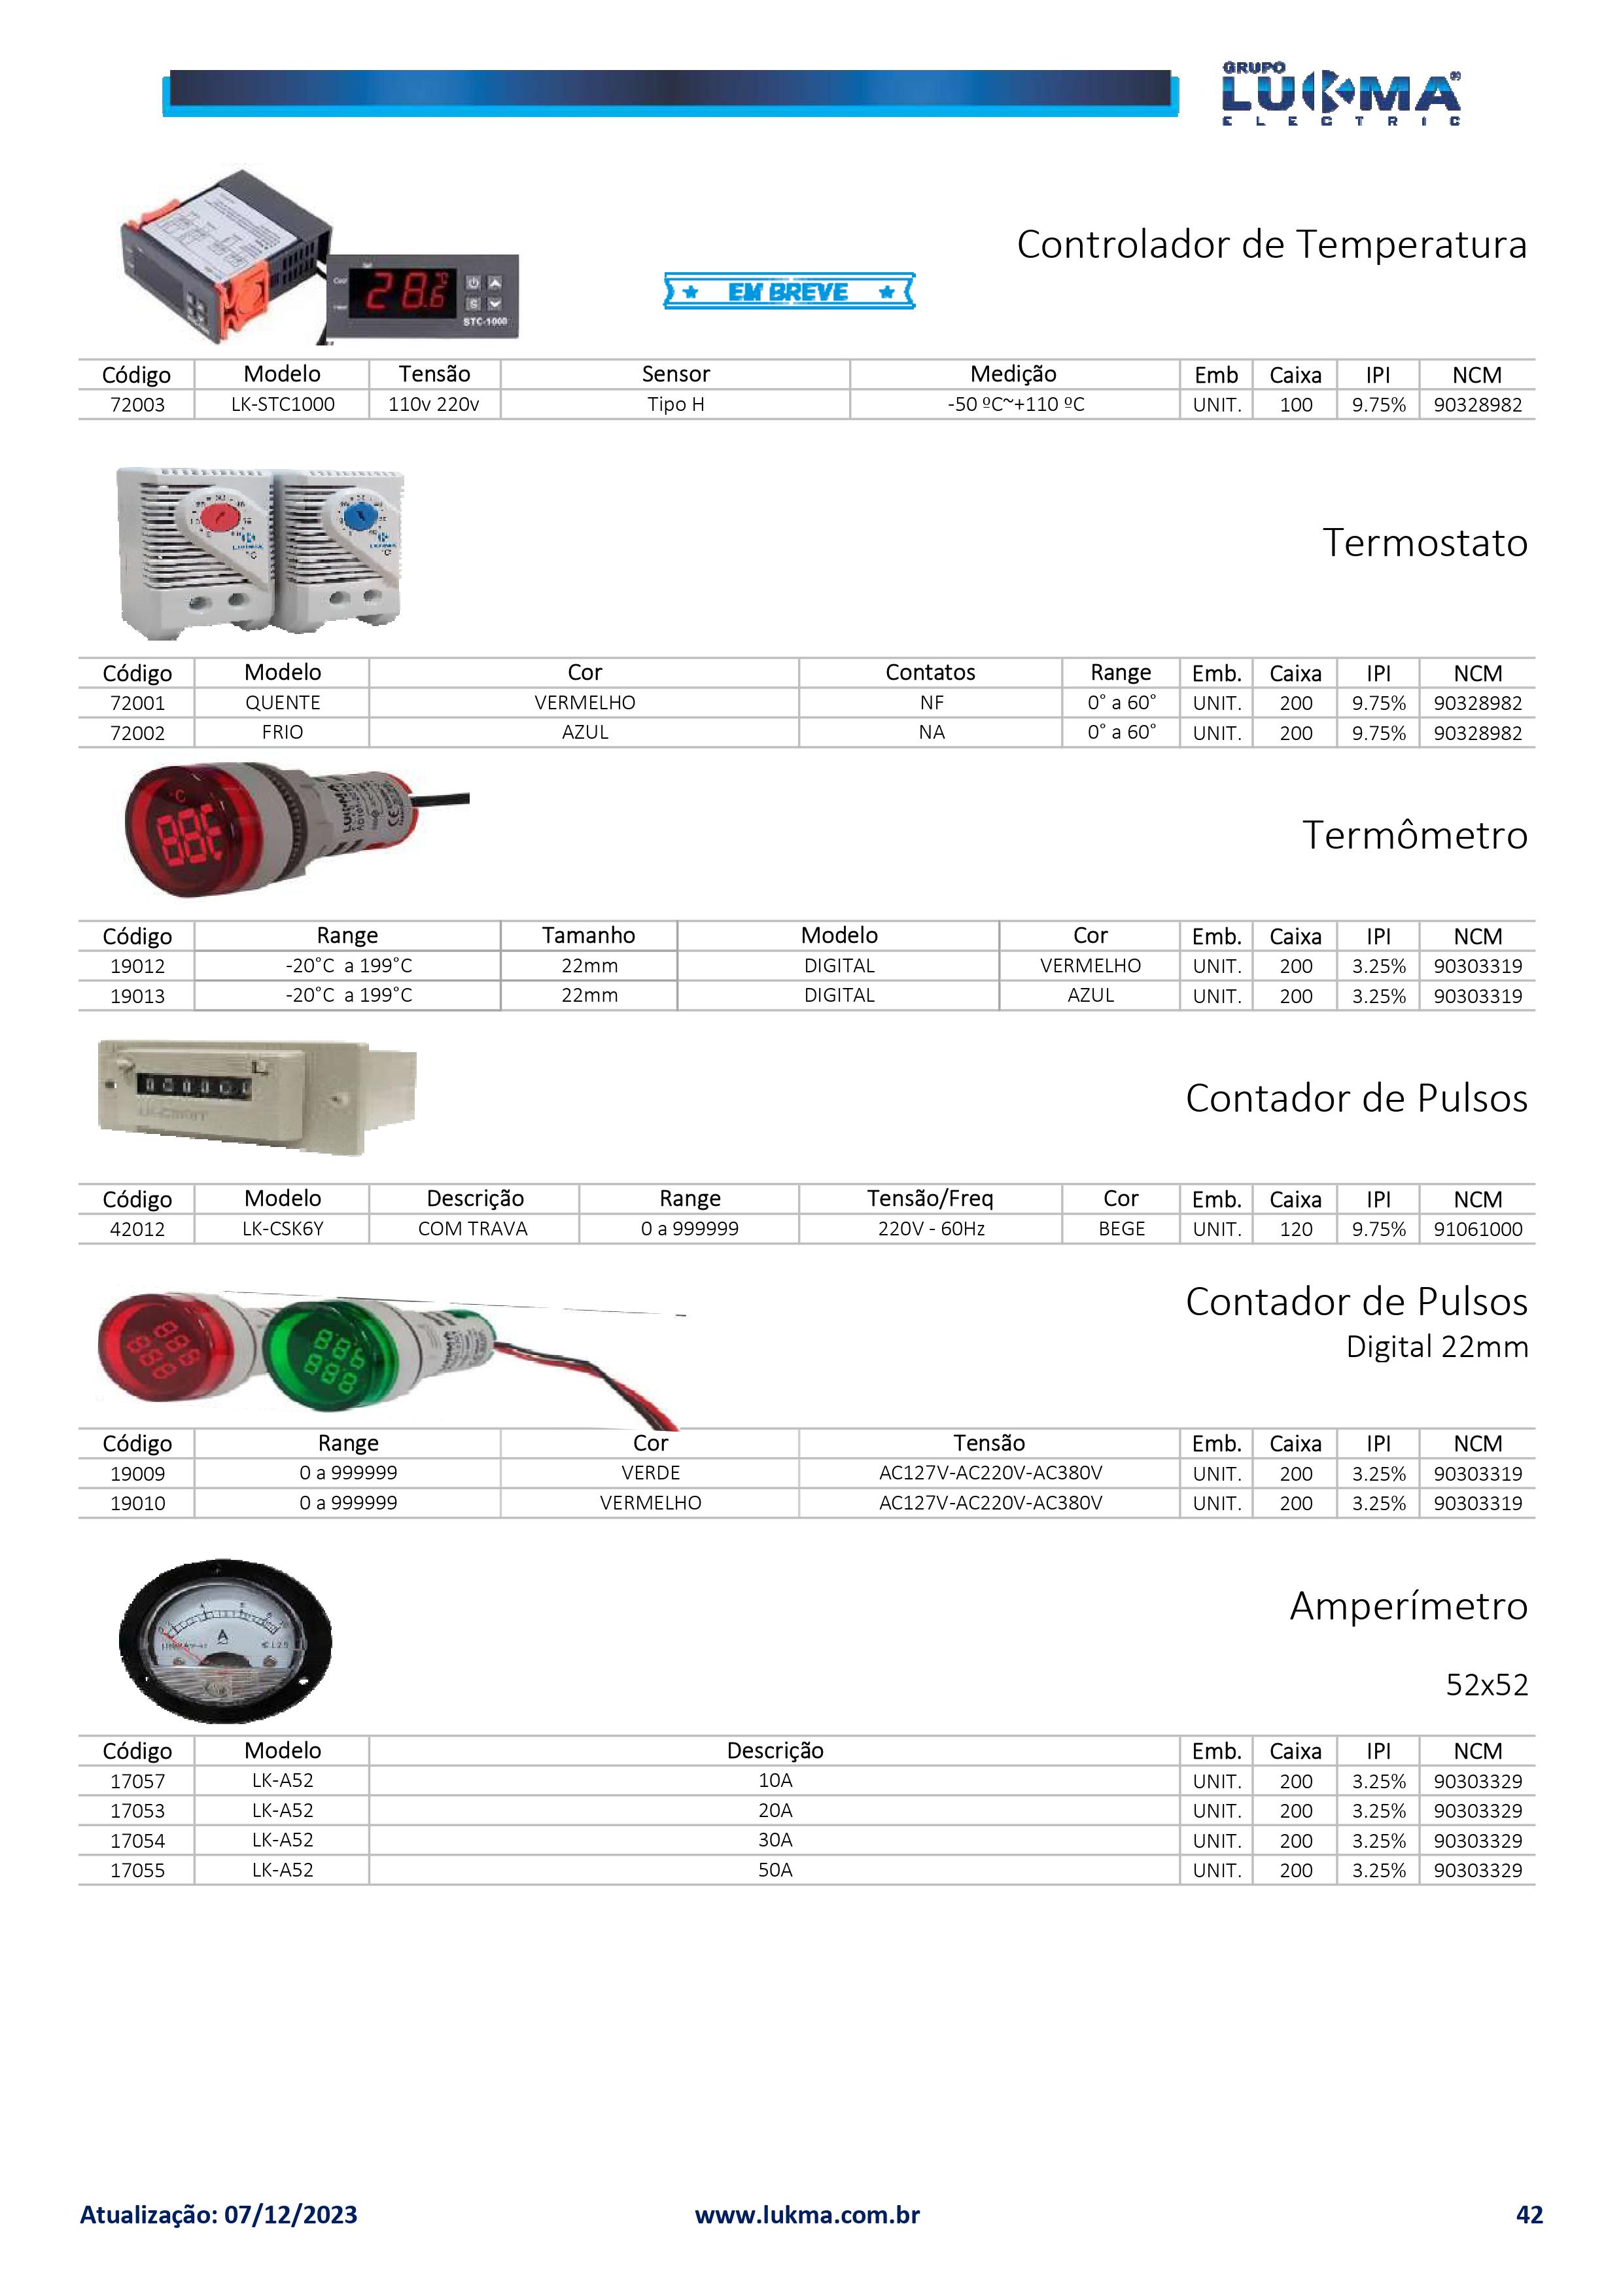 GRUPO
LUKMA®
ELECTRIC
Controlador de Temperatura
28.6 °C
STC-1000
EM BREVE
Código Modelo Tensão Sensor Medição Emb Caixa IPI NCM
72003 LK-STC1000 110v 220v Tipo H -50 ºC~+110 ºC UNIT. 100 9.75% 90328982
Termostato
Código Modelo Cor Contatos Range Emb. Caixa IPI NCM
72001 QUENTE VERMELHO NF 0° a 60° UNIT. 200 9.75% 90328982
72002 FRIO AZUL NA 0° a 60° UNIT. 200 9.75% 90328982
Termômetro
Código Range Tamanho Modelo Cor Emb. Caixa IPI NCM
19012 -20°C a 199°C 22mm DIGITAL VERMELHO UNIT. 200 3.25% 90303319
19013 -20°C a 199°C 22mm DIGITAL AZUL UNIT. 200 3.25% 90303319
Contador de Pulsos
Código Modelo Descrição Range Tensão/Freq Cor Emb. Caixa IPI NCM
42012 LK-CSK6Y COM TRAVA 0 a 999999 220V - 60Hz BEGE UNIT. 120 9.75% 91061000
Contador de Pulsos
Digital 22mm
Código Range Cor Tensão Emb. Caixa IPI NCM
19009 0 a 999999 VERDE AC127V-AC220V-AC380V UNIT. 200 3.25% 90303319
19010 0 a 999999 VERMELHO AC127V-AC220V-AC380V UNIT. 200 3.25% 90303319
Amperímetro
52x52
Código Modelo Descrição Emb. Caixa IPI NCM
17057 LK-A52 10A UNIT. 200 3.25% 90303329
17053 LK-A52 20A UNIT. 200 3.25% 90303329
17054 LK-A52 30A UNIT. 200 3.25% 90303329
17055 LK-A52 50A UNIT. 200 3.25% 90303329
Atualização: 07/12/2023 www.lukma.com.br 42